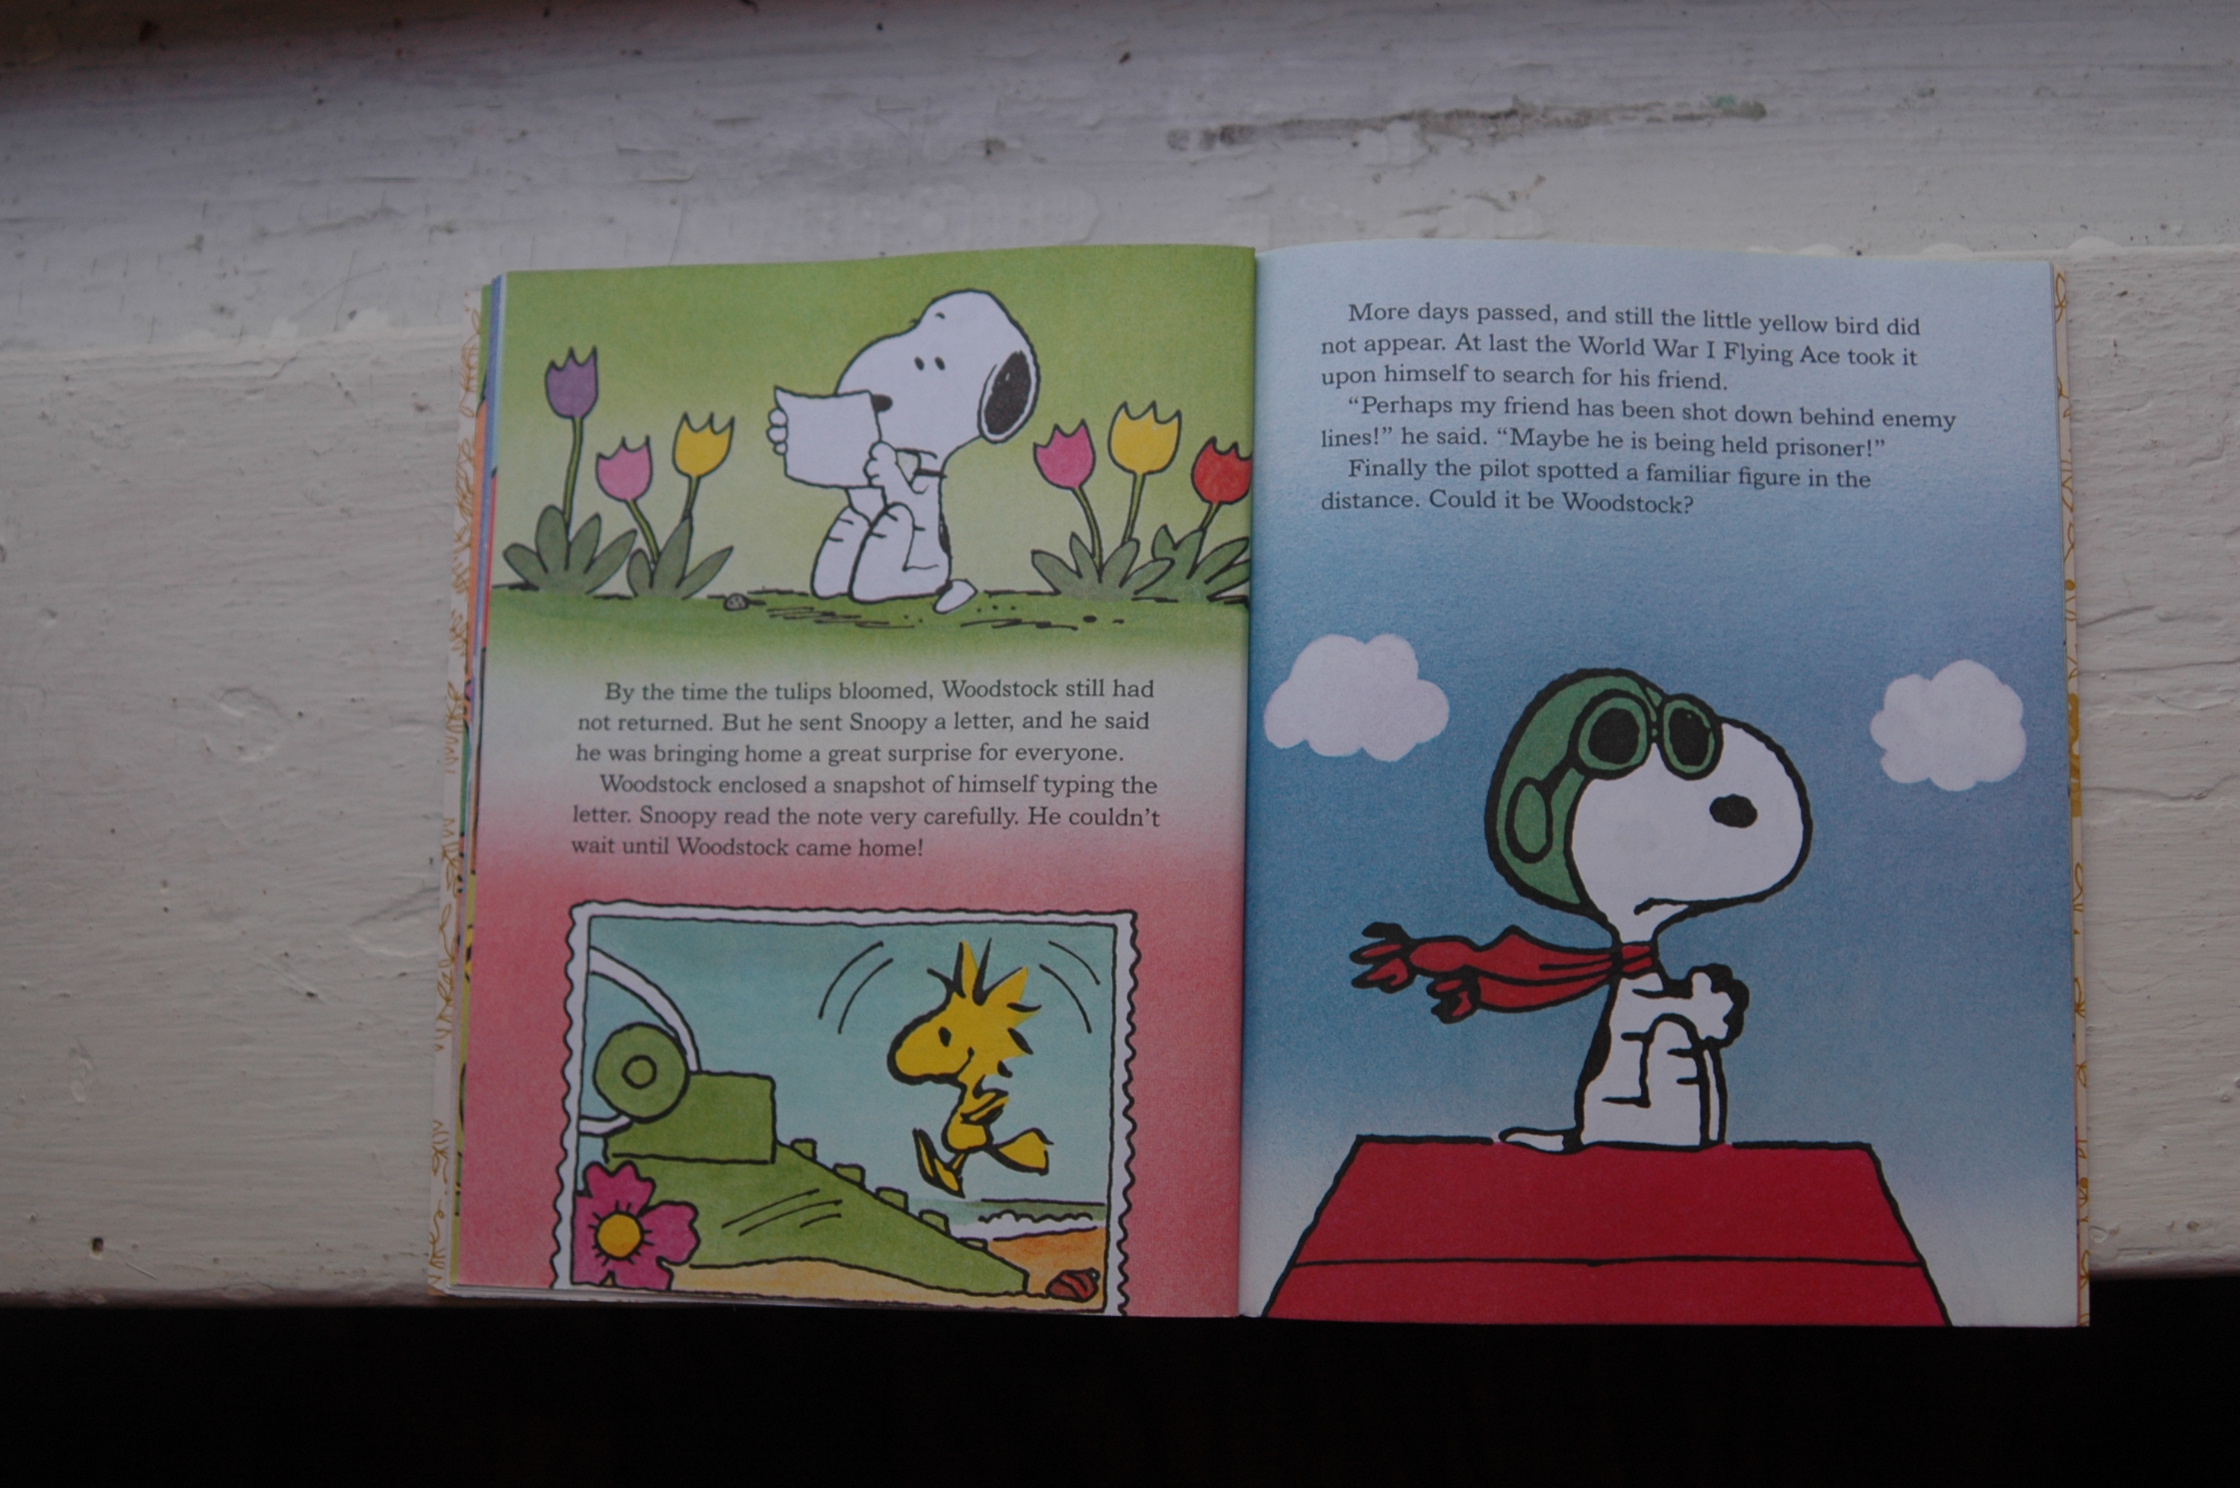 By the time the tulips bloomed, Woodstock still had
not returned. But he sent Snoopy a letter, and he said
he was bringing home a great surprise for everyone.
Woodstock enclosed a snapshot of himself typing the
letter. Snoopy read the note very carefully. He couldn't
wait until Woodstock came home!
More days passed, and still the little yellow bird did
not appear. At last the World War I Flying Ace took it
upon himself to search for his friend.
“Perhaps my friend has been shot down behind enemy
lines!” he said. “Maybe he is being held prisoner!”
Finally the pilot spotted a familiar figure in the
distance. Could it be Woodstock?